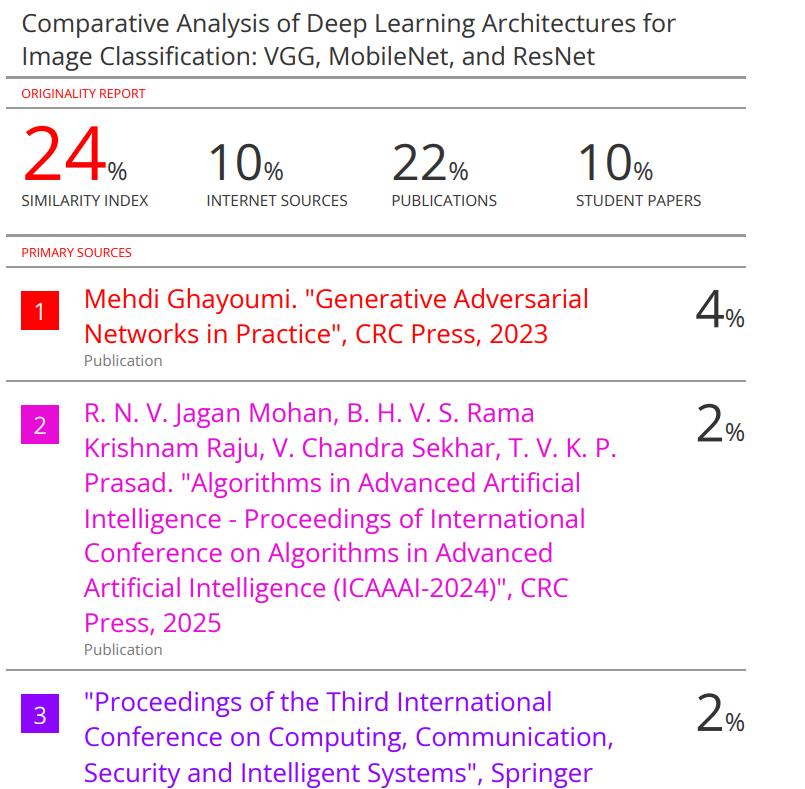 Comparative Analysis of Deep Learning Architectures for
Image Classification: VGG, MobileNet, and ResNet
ORIGINALITY REPORT
24% 10% 22% 10%
SIMILARITY INDEX INTERNET SOURCES PUBLICATIONS STUDENT PAPERS
PRIMARY SOURCES
1 Mehdi Ghayoumi. "Generative Adversarial 4%
Networks in Practice", CRC Press, 2023
Publication
2 R. N. V. Jagan Mohan, B. H. V. S. Rama 2%
Krishnam Raju, V. Chandra Sekhar, T. V. K. P.
Prasad. "Algorithms in Advanced Artificial
Intelligence - Proceedings of International
Conference on Algorithms in Advanced
Artificial Intelligence (ICAAAI-2024)", CRC
Press, 2025
Publication
3 "Proceedings of the Third International 2%
Conference on Computing, Communication,
Security and Intelligent Systems", Springer